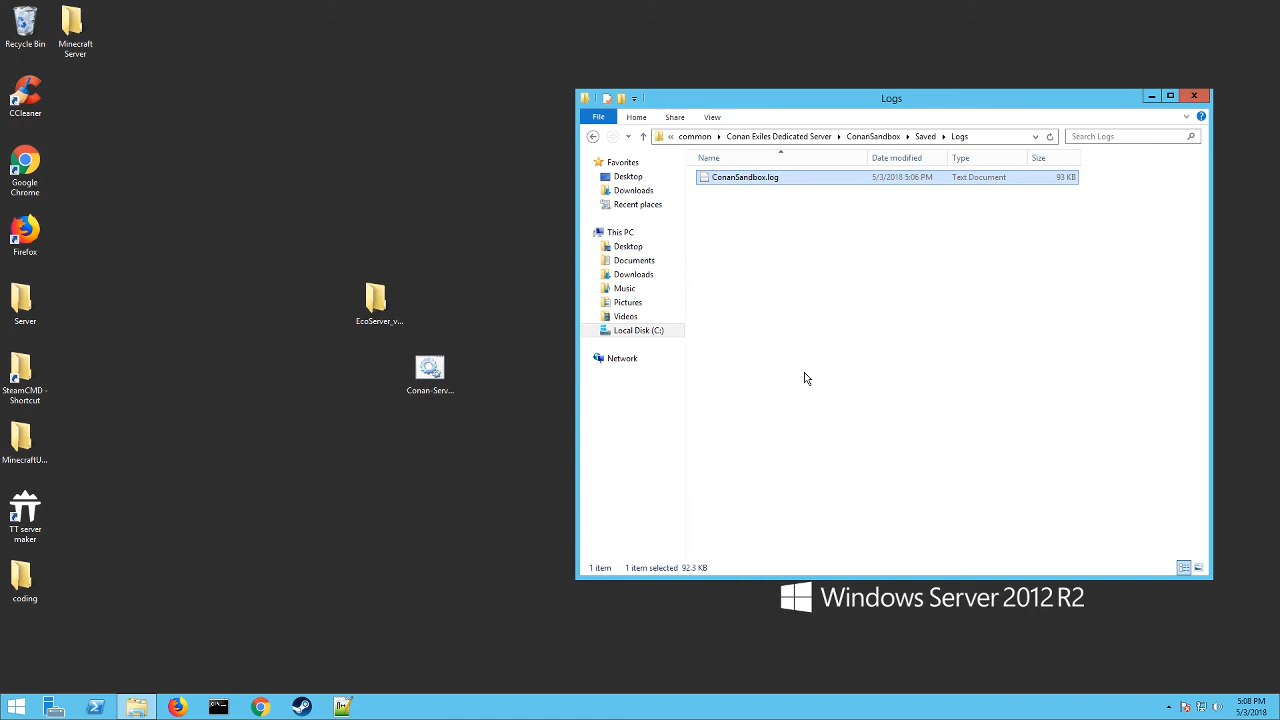 Recycle Bin
Minecraft Server
CCleaner
Google Chrome
Firefox
Server
SteamCMD - Shortcut
MinecraftU...
TT server maker
coding
EcoServer_v...
Conan-Serv...
Logs
File Home Share View
« common Conan Exiles Dedicated Server ConanSandbox Saved Logs
Search Logs
Favorites
Desktop
Downloads
Recent places
This PC
Desktop
Documents
Downloads
Music
Pictures
Videos
Local Disk (C:)
Network
Name Date modified Type Size
ConanSandbox.log 5/3/2018 5:06 PM Text Document 93 KB
1 item 1 item selected 92.3 KB
Windows Server 2012 R2
5:08 PM
5/3/2018